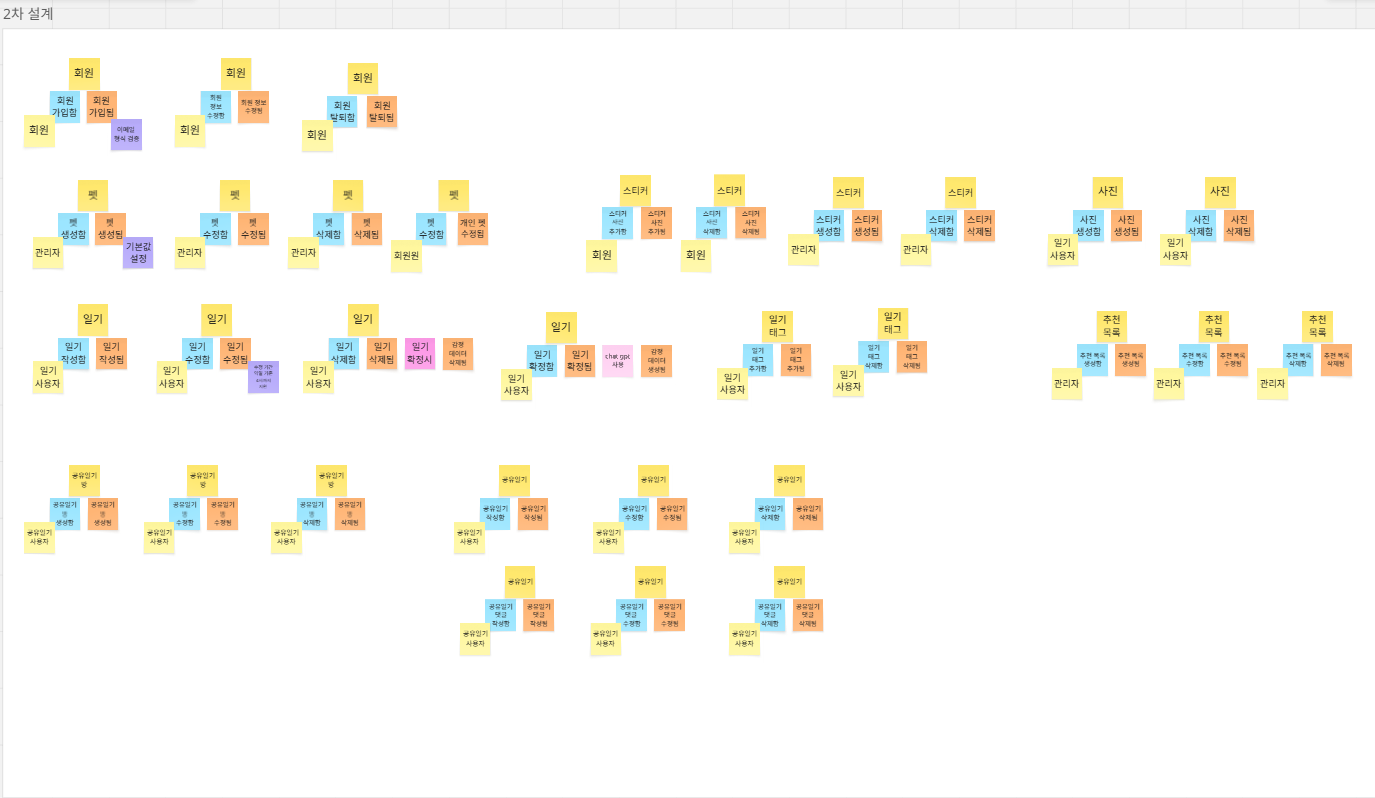 2차 설계
회원
회원
가입함
회원
가입됨
회원
이메일
형식 검증
회원
회원
정보
수정함
회원 정보
수정됨
회원
회원
회원
탈퇴함
회원
탈퇴됨
회원
펫
펫
생성함
펫
생성됨
관리자
기본값
설정
펫
펫
수정함
펫
수정됨
관리자
펫
펫
삭제함
펫
삭제됨
관리자
펫
펫
수정함
개인 펫
수정됨
회원원
스티커
스티커
사진
추가함
스티커
사진
추가됨
회원
스티커
스티커
사진
삭제함
스티커
사진
삭제됨
회원
스티커
스티커
생성함
스티커
생성됨
관리자
스티커
스티커
삭제함
스티커
삭제됨
관리자
사진
사진
생성함
사진
생성됨
일기
사용자
사진
사진
삭제함
사진
삭제됨
일기
사용자
일기
일기
작성함
일기
작성됨
일기
사용자
일기
일기
수정함
일기
수정됨
일기
사용자
일기
일기
삭제함
일기
삭제됨
일기
확정시
감정
데이터
삭제됨
일기
사용자
일기
일기
확정함
일기
확정됨
chat gpt
사용
감정
데이터
생성됨
일기
사용자
일기
태그
일기
태그
추가함
일기
태그
추가됨
일기
사용자
일기
태그
일기
태그
삭제함
일기
태그
삭제됨
일기
사용자
추천
목록
추천 목록
생성함
추천 목록
생성됨
관리자
추천
목록
추천 목록
수정함
추천 목록
수정됨
관리자
추천
목록
추천 목록
삭제함
추천 목록
삭제됨
관리자
공유일기
방
공유일기
방
생성함
공유일기
방
생성됨
공유일기
사용자
공유일기
방
공유일기
방
수정함
공유일기
방
수정됨
공유일기
사용자
공유일기
방
공유일기
방
삭제함
공유일기
방
삭제됨
공유일기
사용자
공유일기
공유일기
작성함
공유일기
작성됨
공유일기
사용자
공유일기
공유일기
수정함
공유일기
수정됨
공유일기
사용자
공유일기
공유일기
삭제함
공유일기
삭제됨
공유일기
사용자
공유일기
공유일기
댓글
작성함
공유일기
댓글
작성됨
공유일기
사용자
공유일기
공유일기
댓글
수정함
공유일기
댓글
수정됨
공유일기
사용자
공유일기
공유일기
댓글
삭제함
공유일기
댓글
삭제됨
공유일기
사용자